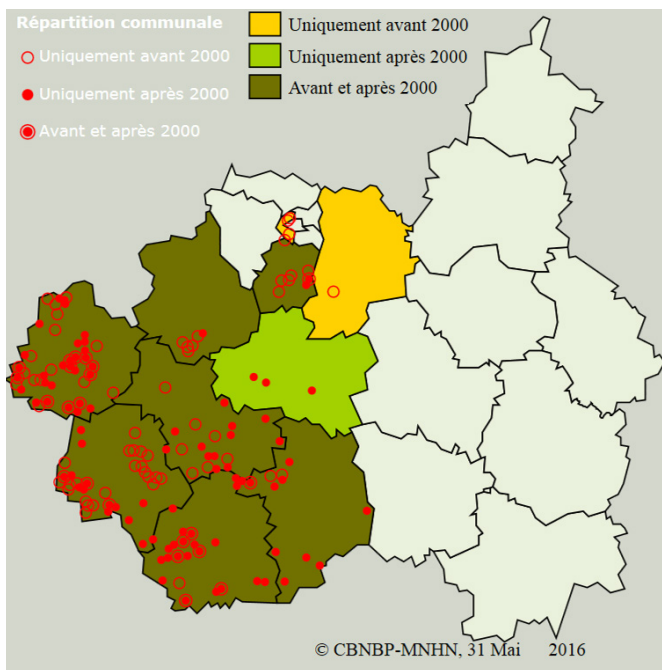 Répartition communale
Uniquement avant 2000
Uniquement après 2000
Avant et après 2000
Uniquement avant 2000
Uniquement après 2000
Avant et après 2000
© CBNBP-MNHN, 31 Mai 2016